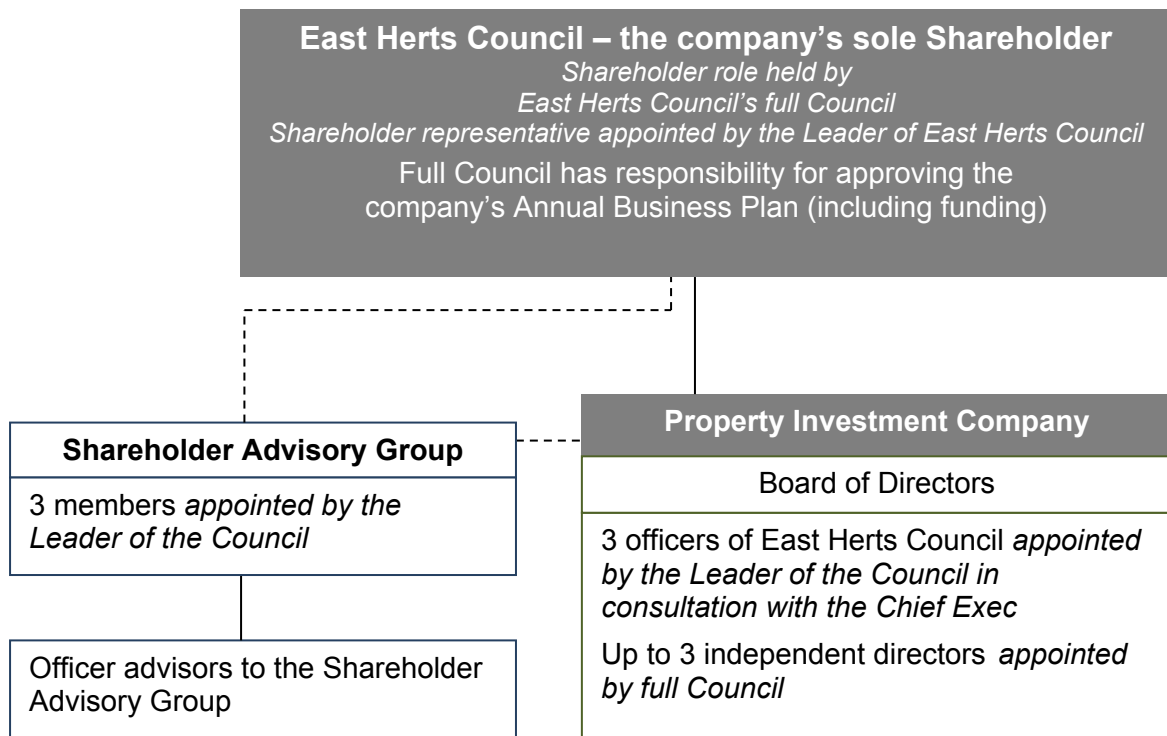 East Herts Council – the company’s sole Shareholder
Shareholder role held by
East Herts Council’s full Council
Shareholder representative appointed by the Leader of East Herts Council
Full Council has responsibility for approving the
company’s Annual Business Plan (including funding)
Shareholder Advisory Group
3 members appointed by the
Leader of the Council
Officer advisors to the Shareholder
Advisory Group
Property Investment Company
Board of Directors
3 officers of East Herts Council appointed
by the Leader of the Council in
consultation with the Chief Exec
Up to 3 independent directors appointed
by full Council